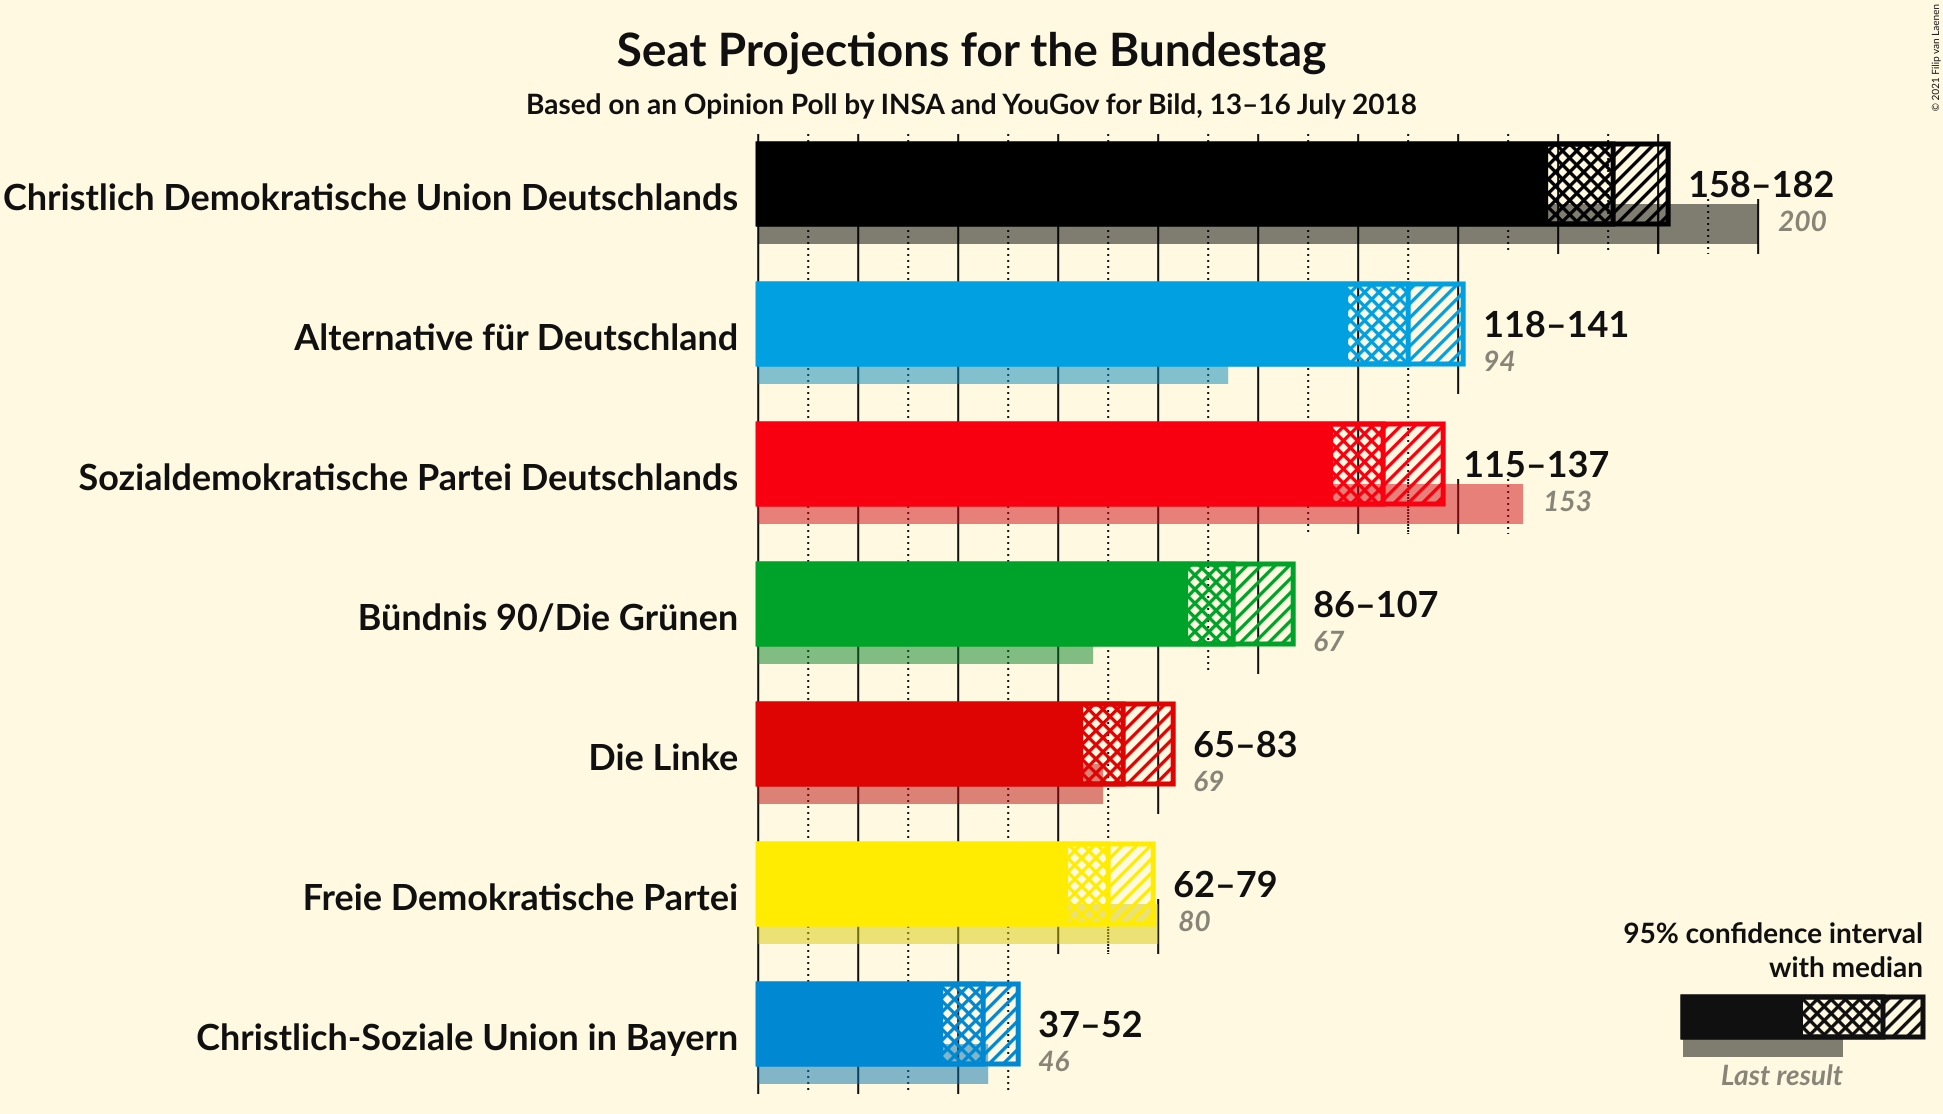 Seat Projections for the Bundestag
Based on an Opinion Poll by INSA and YouGov for Bild, 13–16 July 2018
© 2021 Filip van Laenen
Christlich Demokratische Union Deutschlands
158–182
200
Alternative für Deutschland
118–141
94
Sozialdemokratische Partei Deutschlands
115–137
153
Bündnis 90/Die Grünen
86–107
67
Die Linke
65–83
69
Freie Demokratische Partei
62–79
80
Christlich-Soziale Union in Bayern
37–52
46
95% confidence interval
with median
Last result